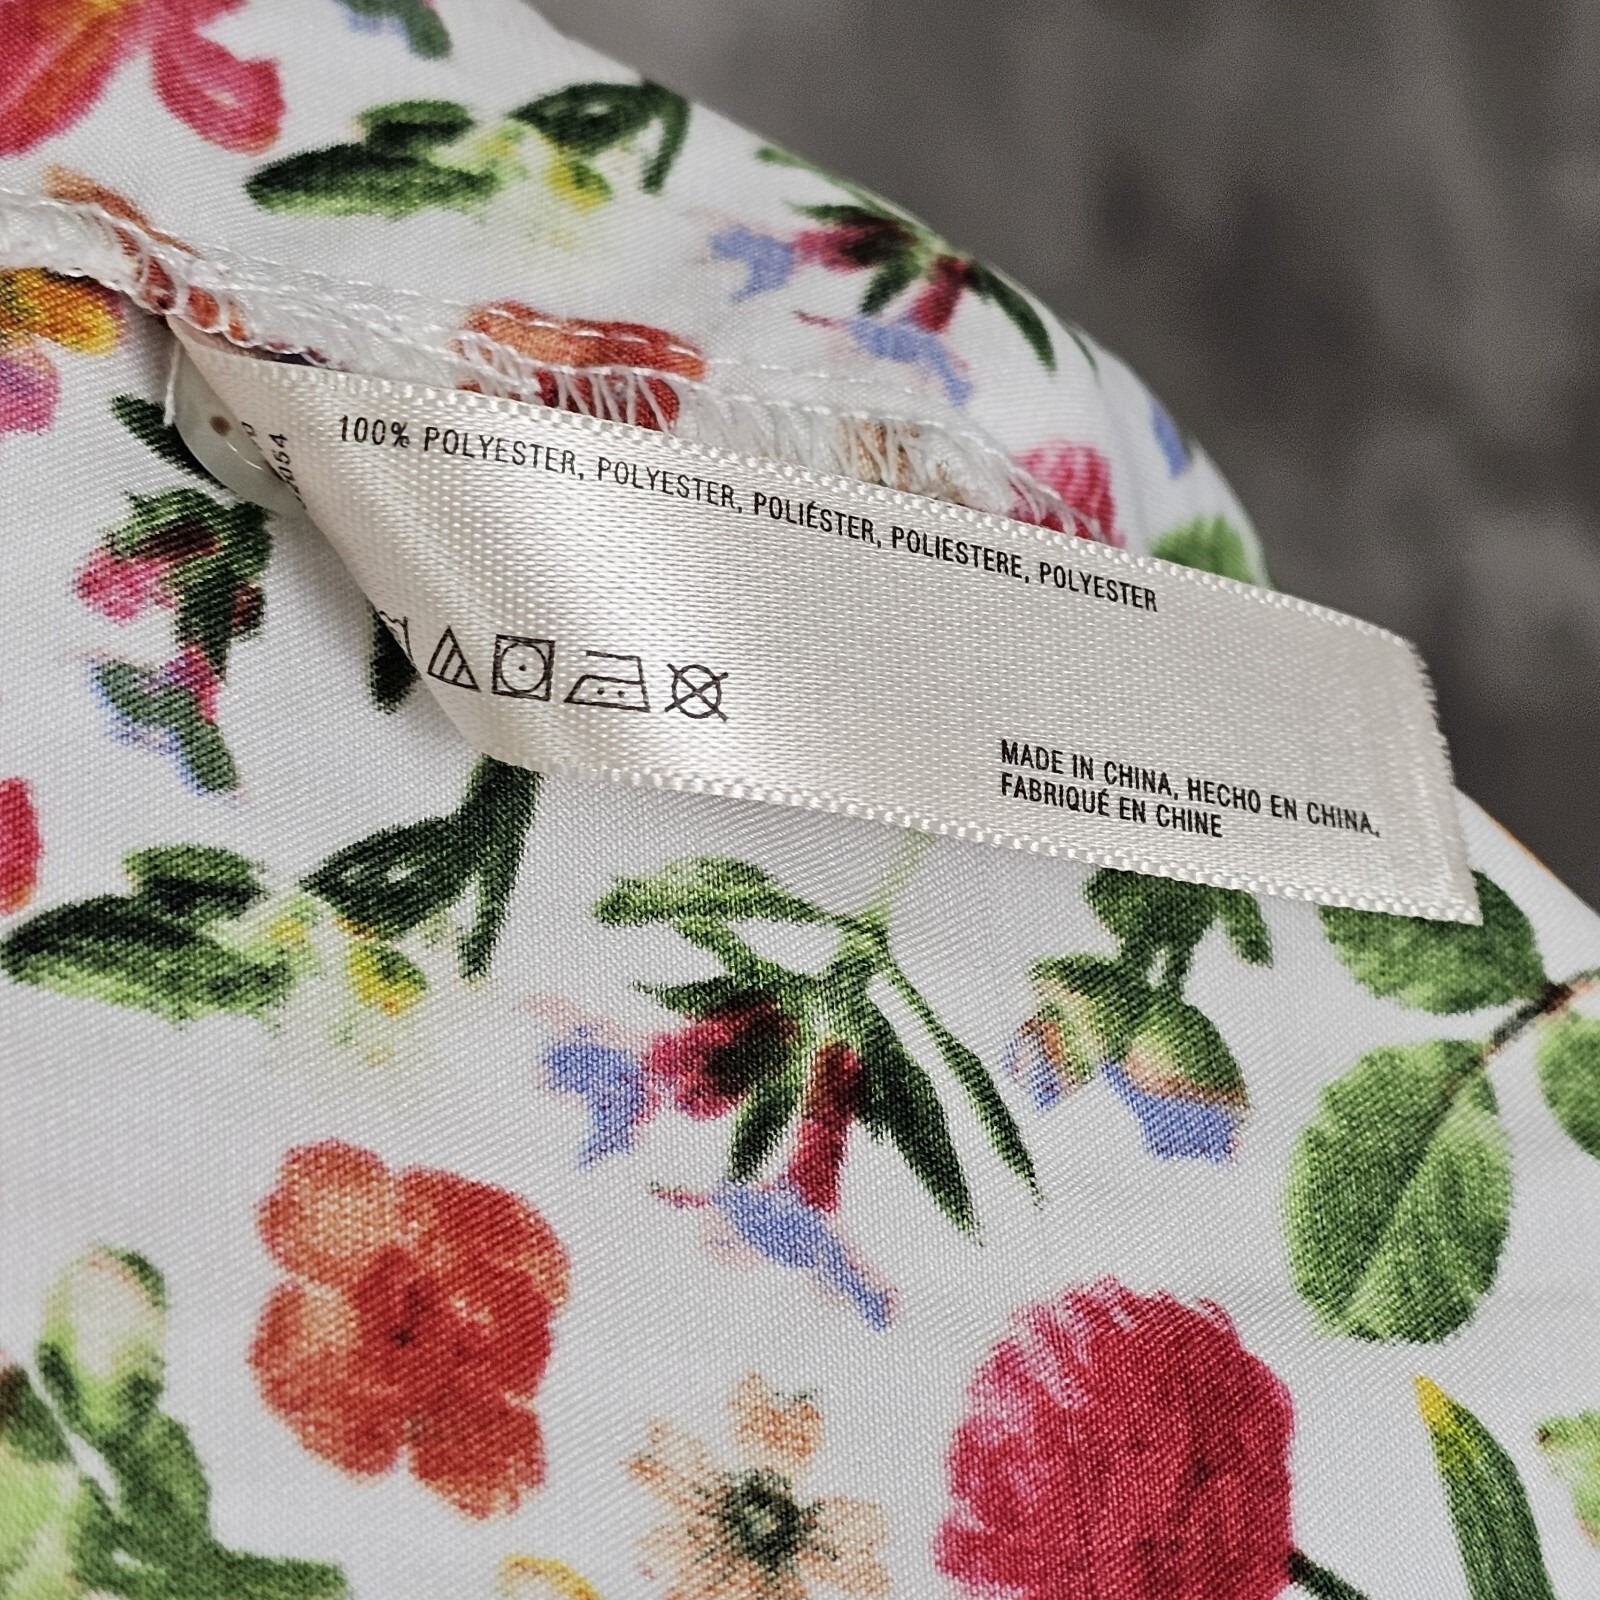 100% POLYESTER, POLYESTER, POLIÉSTER, POLIESTERE, POLYESTER
MADE IN CHINA, HECHO EN CHINA,
FABRIQUÉ EN CHINE